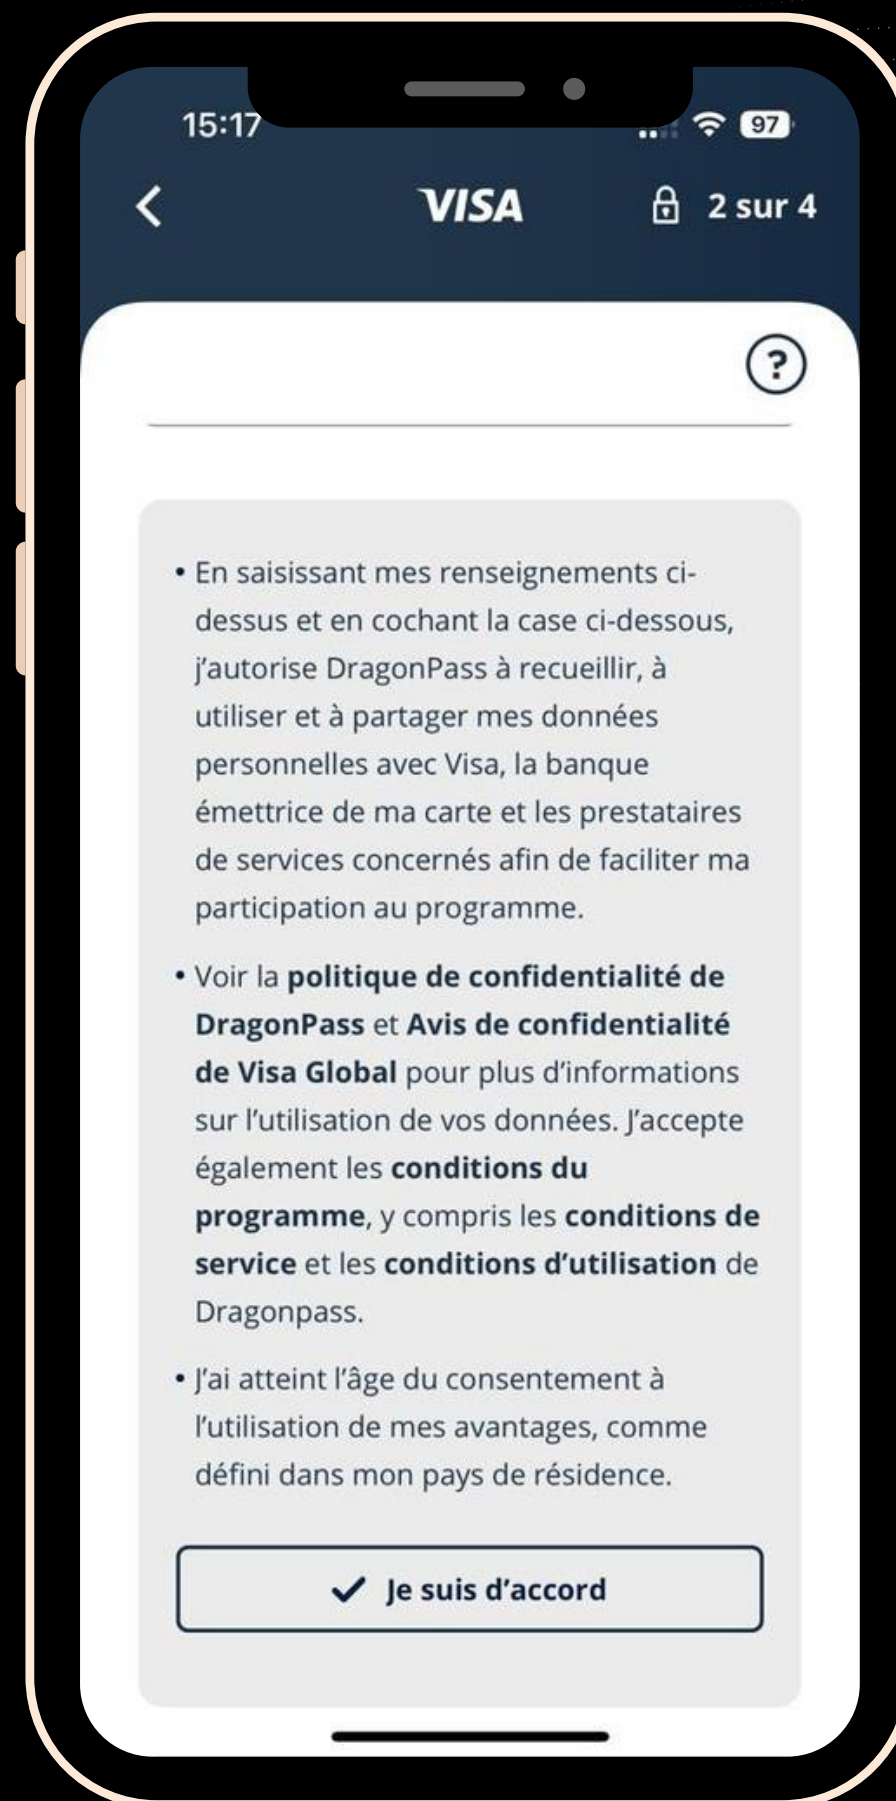 15:17
97
VISA
2 sur 4
?
• En saisissant mes renseignements ci-
dessus et en cochant la case ci-dessous,
j’autorise DragonPass à recueillir, à
utiliser et à partager mes données
personnelles avec Visa, la banque
émettrice de ma carte et les prestataires
de services concernés afin de faciliter ma
participation au programme.
• Voir la politique de confidentialité de
DragonPass et Avis de confidentialité
de Visa Global pour plus d’informations
sur l’utilisation de vos données. J’accepte
également les conditions du
programme, y compris les conditions de
service et les conditions d’utilisation de
Dragonpass.
• J’ai atteint l’âge du consentement à
l’utilisation de mes avantages, comme
défini dans mon pays de résidence.
Je suis d’accord